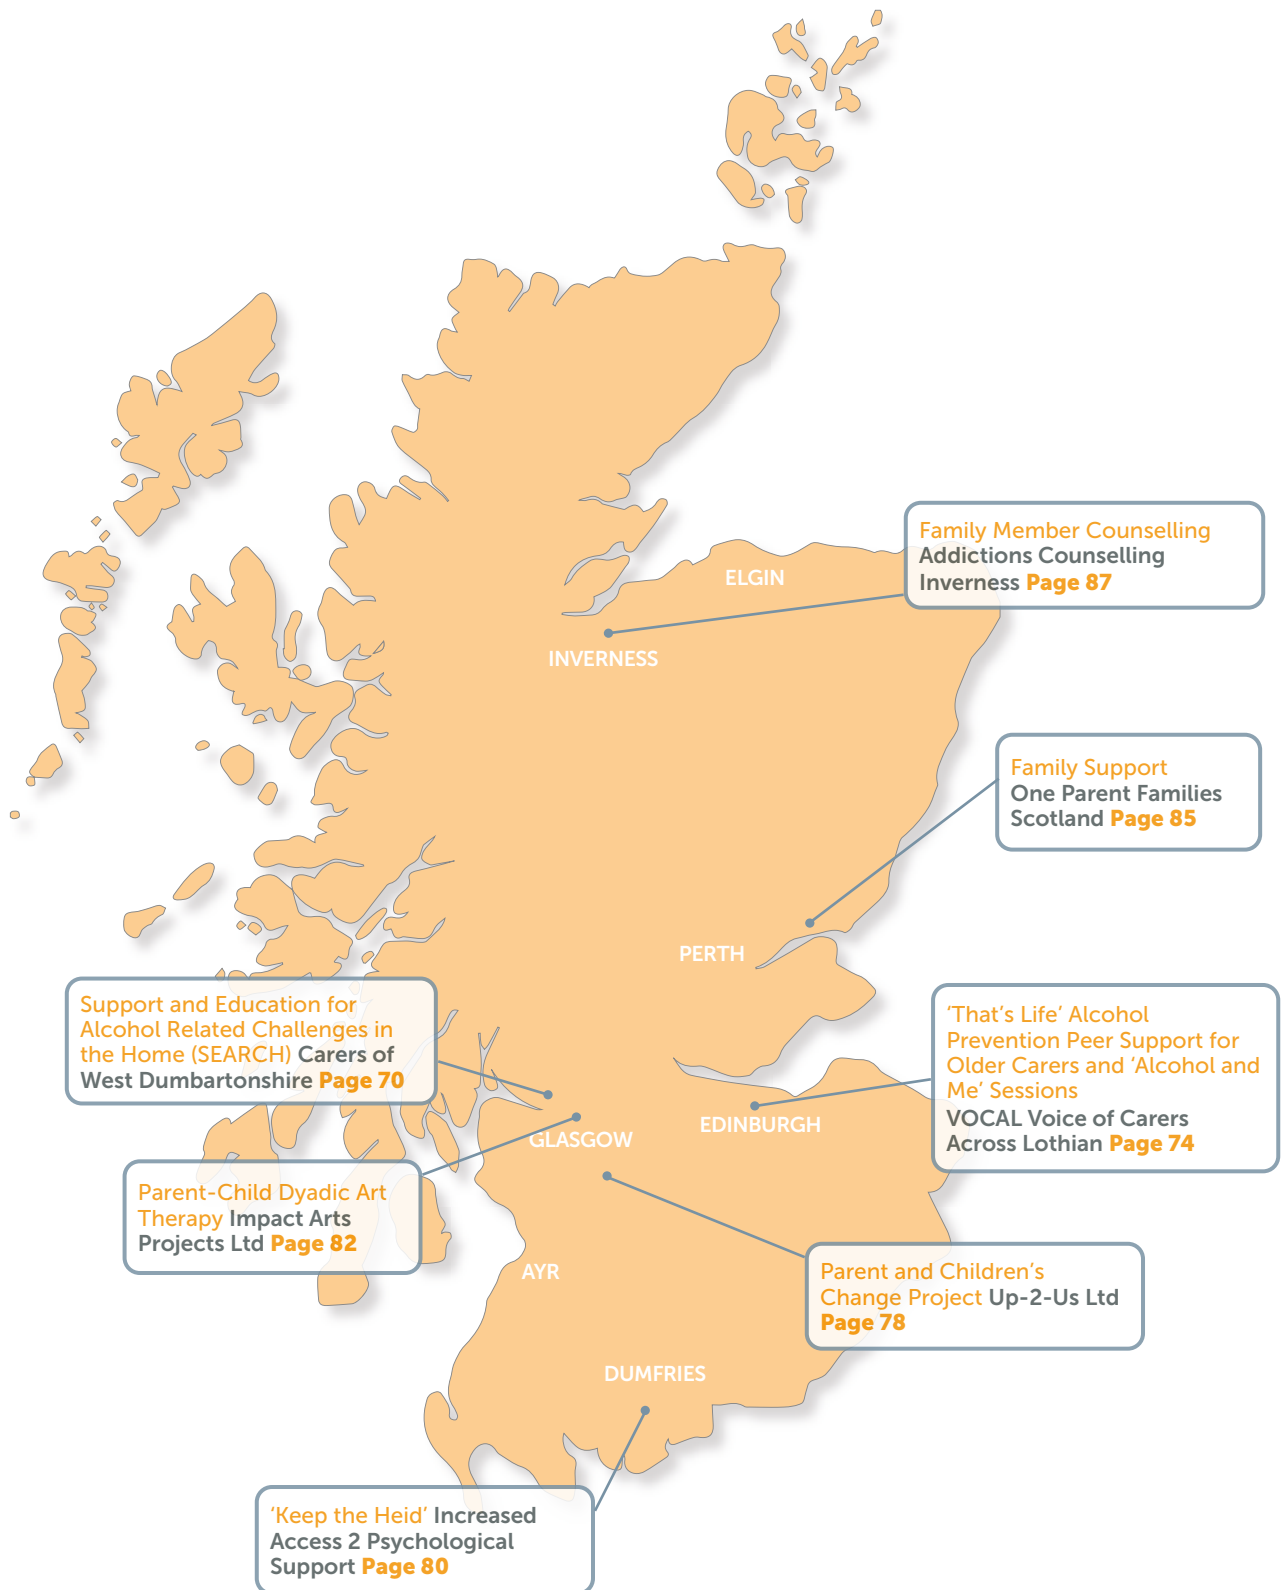 Family Member Counselling
Addictions Counselling
Inverness Page 87
ELGIN
INVERNESS
Family Support
One Parent Families
Scotland Page 85
PERTH
Support and Education for
Alcohol Related Challenges in
the Home (SEARCH) Carers of
West Dumbartonshire Page 70
‘That’s Life’ Alcohol
Prevention Peer Support for
Older Carers and ‘Alcohol and
Me’ Sessions
VOCAL Voice of Carers
Across Lothian Page 74
EDINBURGH
GLASGOW
Parent-Child Dyadic Art
Therapy Impact Arts
Projects Ltd Page 82
AYR
Parent and Children’s
Change Project Up-2-Us Ltd
Page 78
DUMFRIES
‘Keep the Heid’ Increased
Access 2 Psychological
Support Page 80